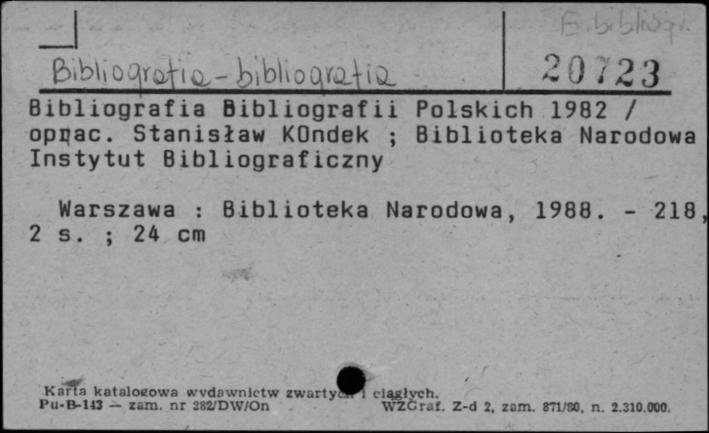 B. bibliogr.
Bibliografia - bibliografia 20723
Bibliografia Bibliografii Polskich 1982 /
opnac. Stanisław KOndek ; Biblioteka Narodowa
Instytut Bibliograficzny
Warszawa : Biblioteka Narodowa, 1988. - 218,
2 s. ; 24 cm
Karta katalogowa wydawnictw zwartych i ciągłych.
Pu-B-143 — zam. nr 282/DW/On WZGraf. Z-d 2, zam. 871/80, n. 2.310.000.